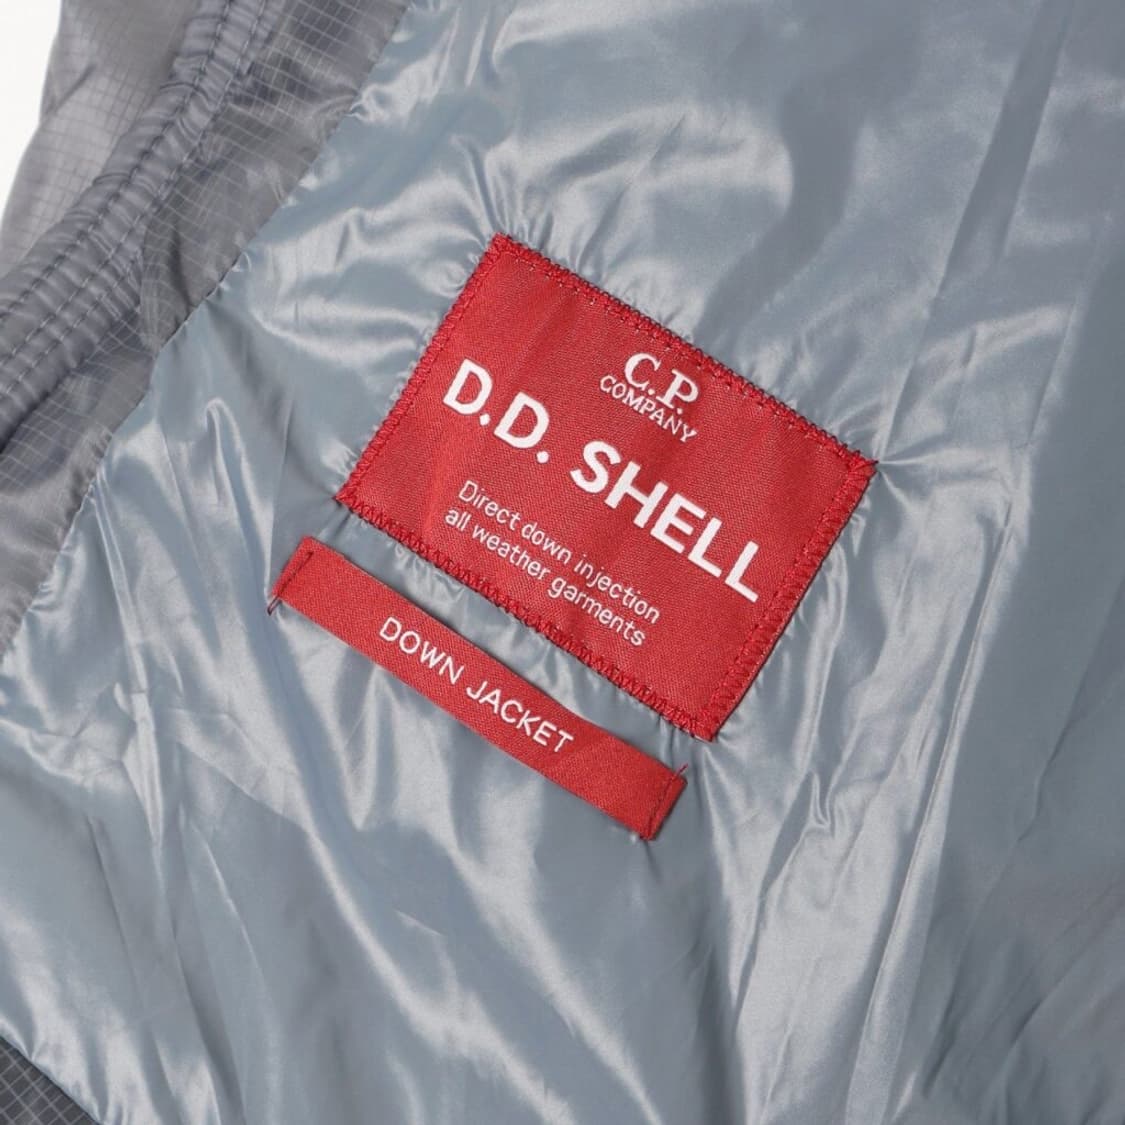 C.P.
COMPANY
D.D. SHELL
Direct down injection
all weather garments
DOWN JACKET